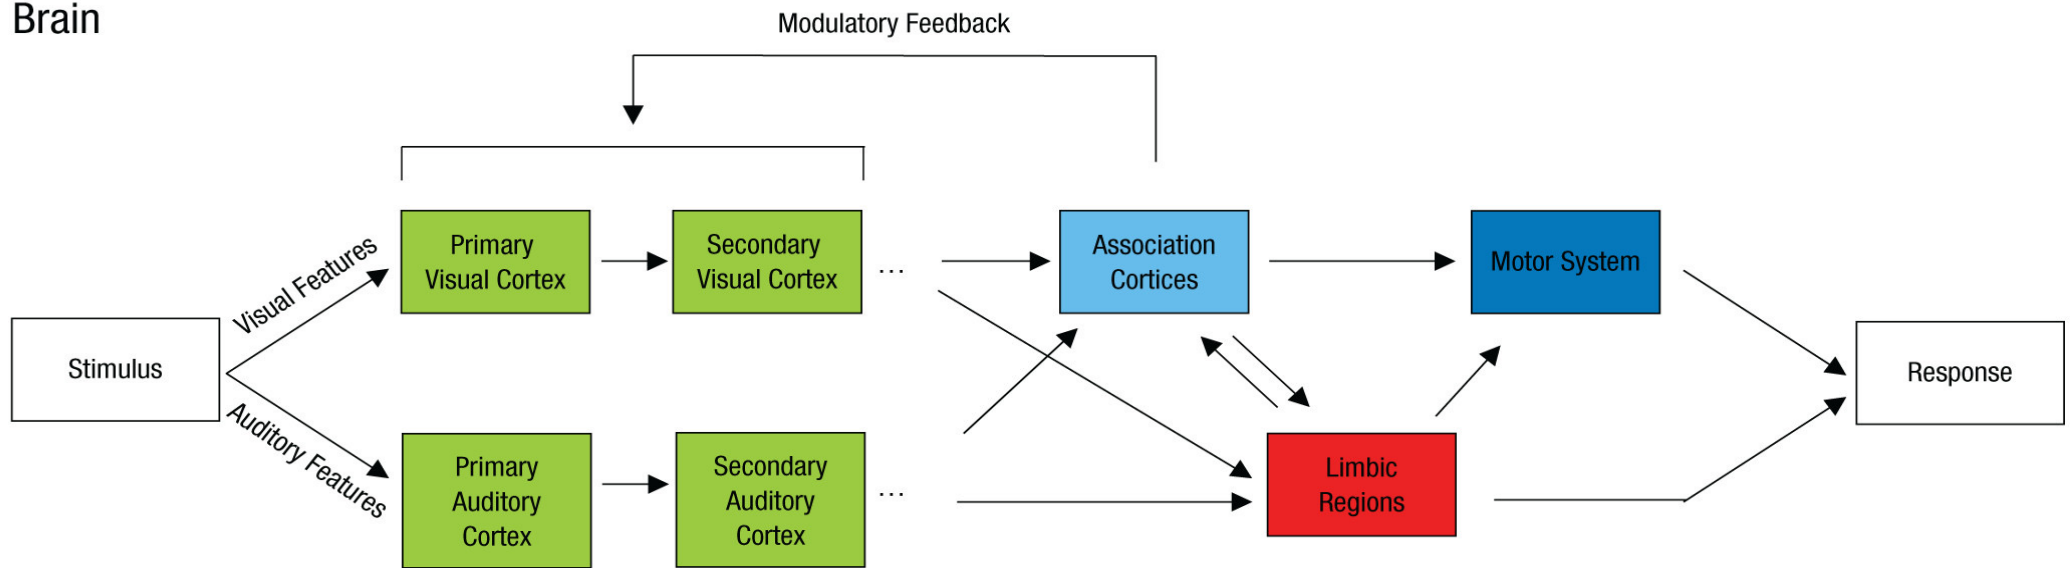 Brain
Modulatory Feedback
Visual Features
Primary
Visual Cortex
Secondary
Visual Cortex
...
Association
Cortices
Motor System
Stimulus
Response
Auditory Features
Primary
Auditory
Cortex
Secondary
Auditory
Cortex
...
Limbic
Regions